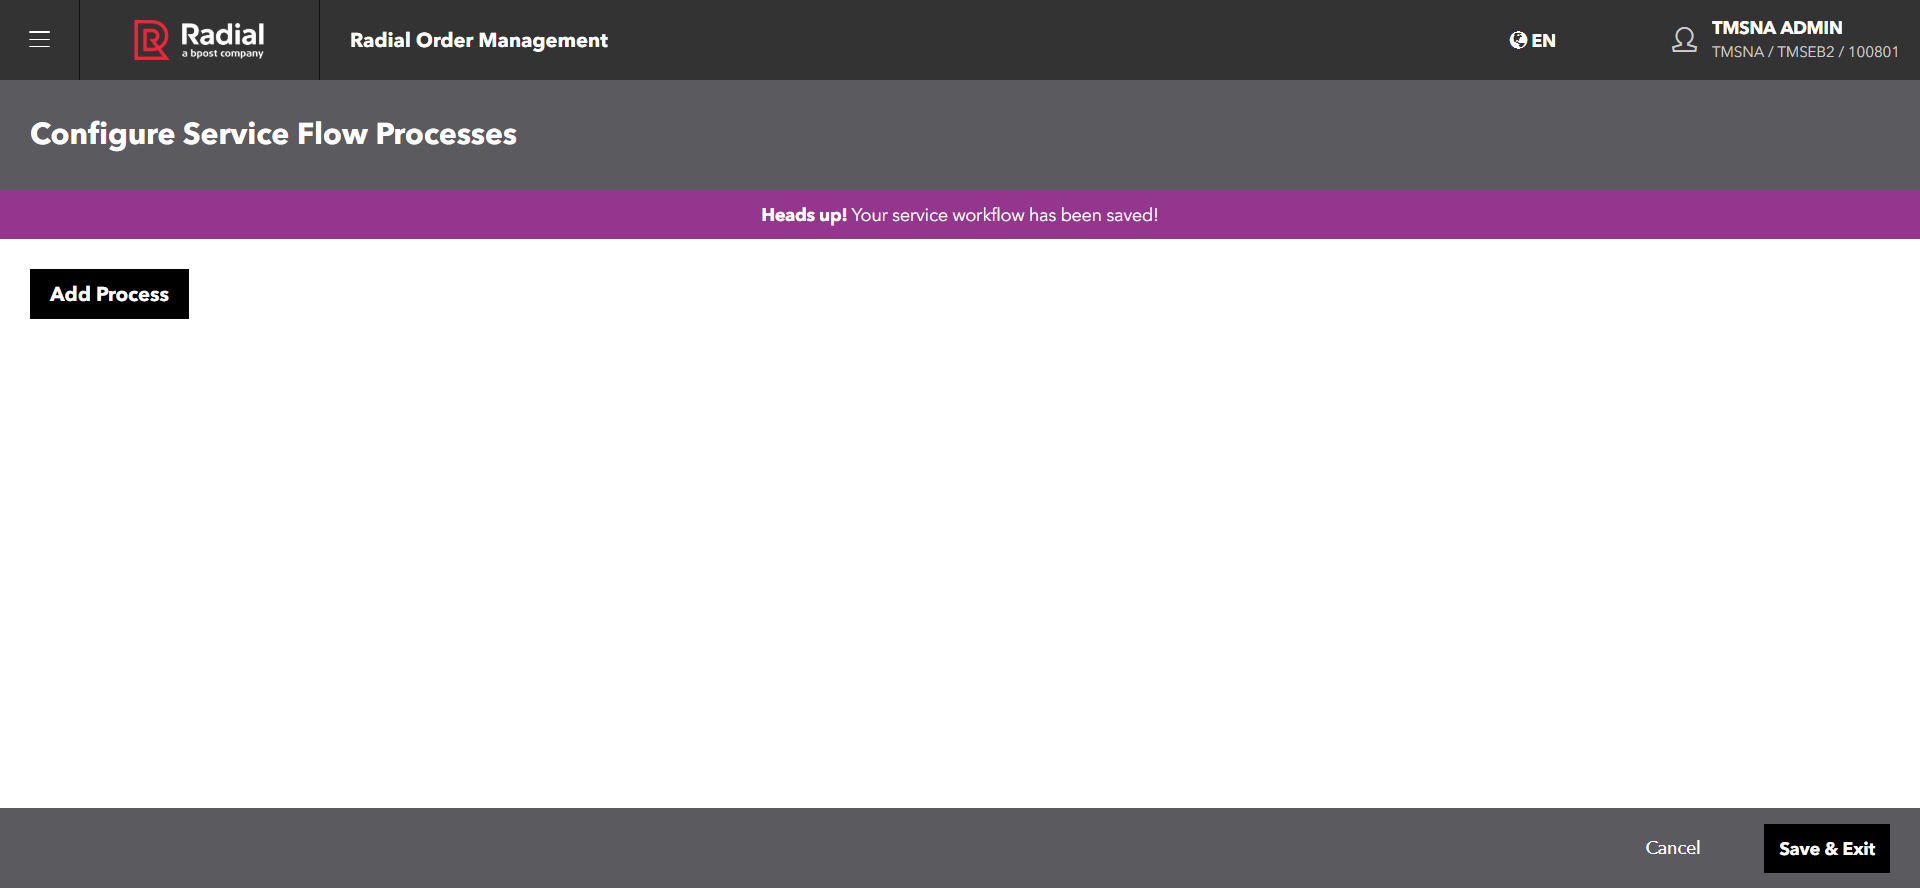 Radial
a bpost company
Radial Order Management
EN
TMSNA ADMIN
TMSNA / TMSEB2 / 100801
Configure Service Flow Processes
Heads up! Your service workflow has been saved!
Add Process
Cancel
Save & Exit